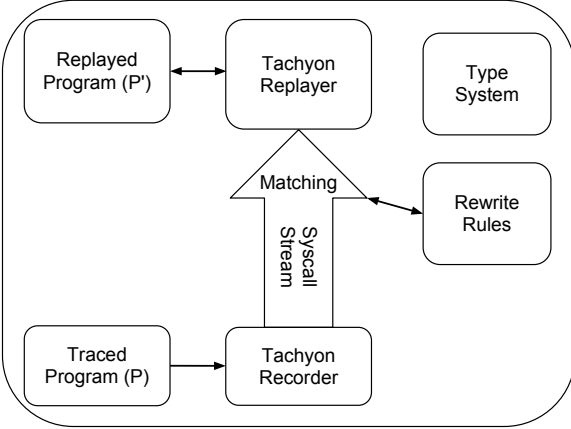 Replayed
Program (P')
Tachyon
Replayer
Type
System
Matching
Rewrite
Rules
Syscall
Stream
Traced
Program (P)
Tachyon
Recorder